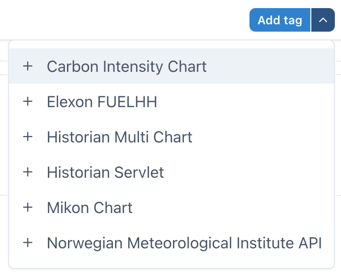 Add tag
+ Carbon Intensity Chart
+ Elexon FUELHH
+ Historian Multi Chart
+ Historian Servlet
+ Mikon Chart
+ Norwegian Meteorological Institute API